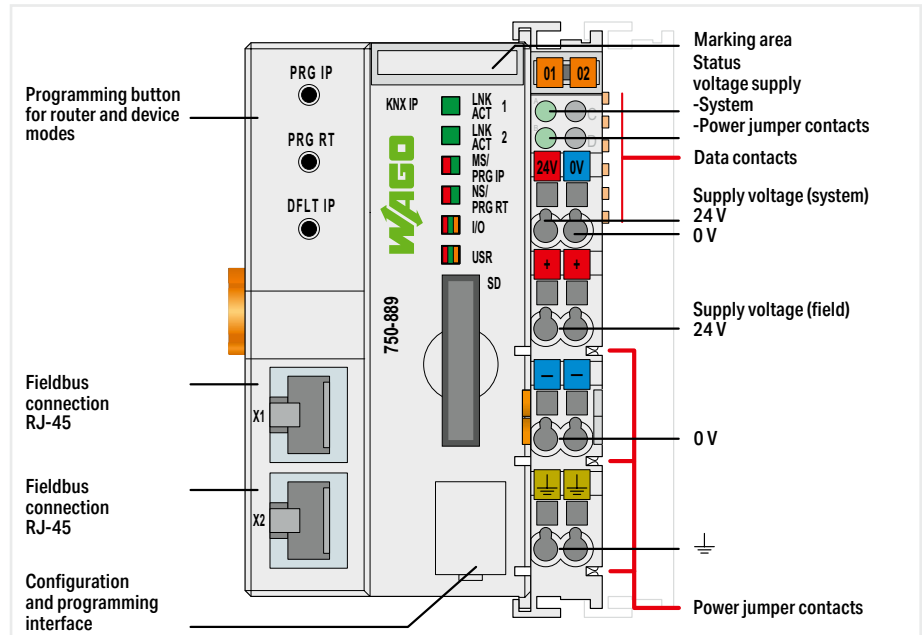 Programming button
for router and device
modes
Fieldbus
connection
RJ-45
Fieldbus
connection
RJ-45
Configuration
and programming
interface
PRG IP
PRG RT
DFLT IP
X1
X2
KNX IP
LNK
ACT 1
LNK
ACT 2
MS/
PRG IP
NS/
PRG RT
I/O
USR
SD
WAGO
750-889
01 02
C
D
24V 0V
+ +
— —
Marking area
Status
voltage supply
-System
-Power jumper contacts
Data contacts
Supply voltage (system)
24 V
0 V
Supply voltage (field)
24 V
0 V
Power jumper contacts